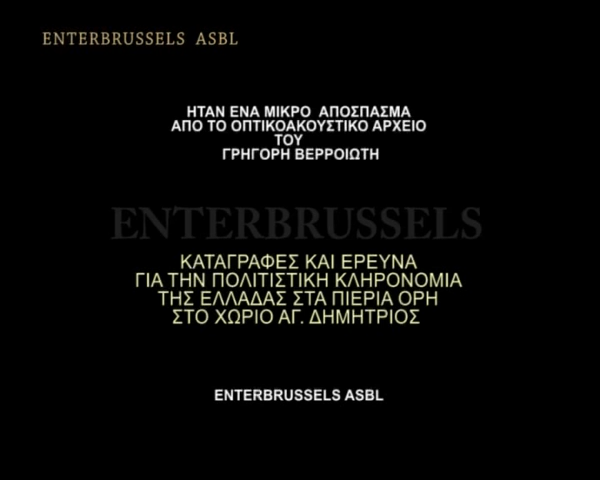 ENTERBRUSSELS ASBL
ΗΤΑΝ ΕΝΑ ΜΙΚΡΟ ΑΠΟΣΠΑΣΜΑ
ΑΠΟ ΤΟ ΟΠΤΙΚΟΑΚΟΥΣΤΙΚΟ ΑΡΧΕΙΟ
ΤΟΥ
ΓΡΗΓΟΡΗ ΒΕΡΡΟΙΩΤΗ
ENTERBRUSSELS
ΚΑΤΑΓΡΑΦΕΣ ΚΑΙ ΕΡΕΥΝΑ
ΓΙΑ ΤΗΝ ΠΟΛΙΤΙΣΤΙΚΗ ΚΛΗΡΟΝΟΜΙΑ
ΤΗΣ ΕΛΛΑΔΑΣ ΣΤΑ ΠΙΕΡΙΑ ΟΡΗ
ΣΤΟ ΧΩΡΙΟ ΑΓ. ΔΗΜΗΤΡΙΟΣ
ENTERBRUSSELS ASBL